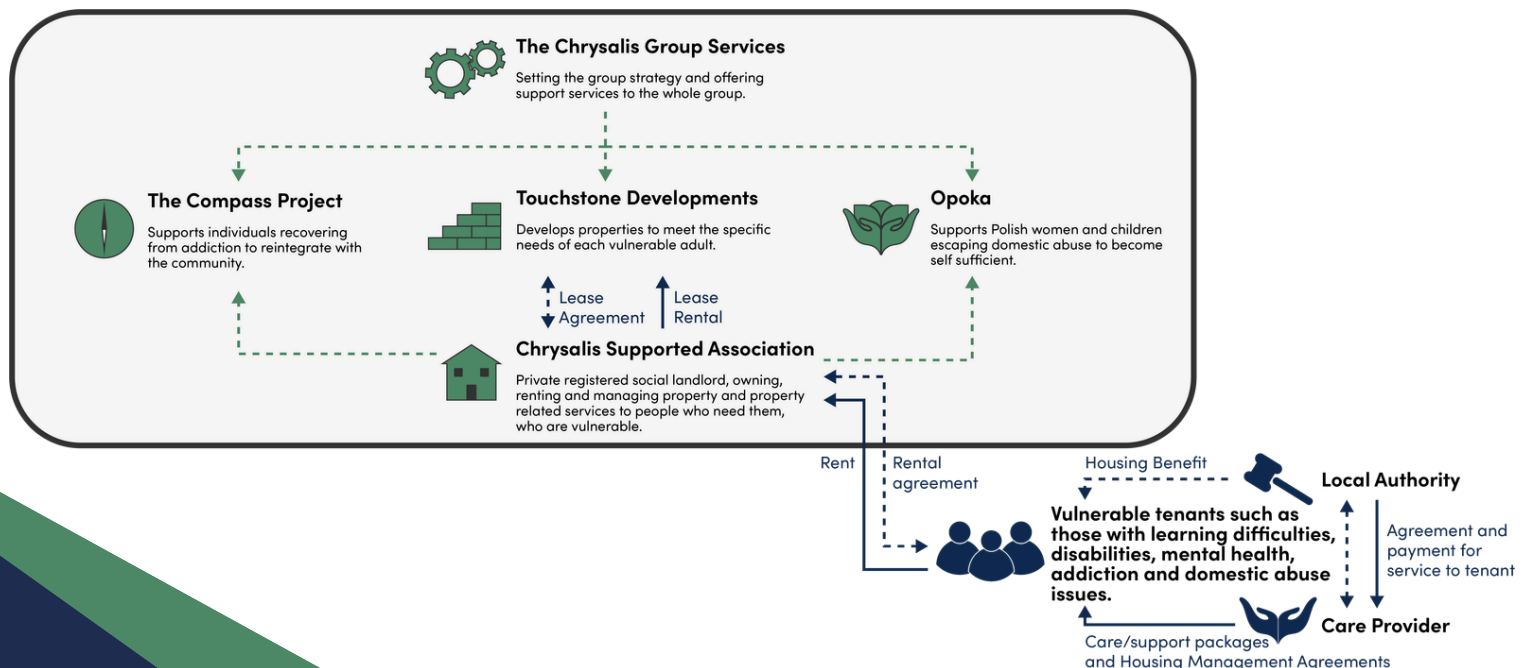 The Chrysalis Group Services
Setting the group strategy and offering
support services to the whole group.
The Compass Project
Supports individuals recovering
from addiction to reintegrate with
the community.
Touchstone Developments
Develops properties to meet the specific
needs of each vulnerable adult.
Opoka
Supports Polish women and children
escaping domestic abuse to become
self sufficient.
Lease
Agreement
Lease
Rental
Chrysalis Supported Association
Private registered social landlord, owning,
renting and managing property and property
related services to people who need them,
who are vulnerable.
Rent
Rental
agreement
Housing Benefit
Local Authority
Vulnerable tenants such as
those with learning difficulties,
disabilities, mental health,
addiction and domestic abuse
issues.
Agreement and
payment for
service to tenant
Care Provider
Care/support packages
and Housing Management Agreements